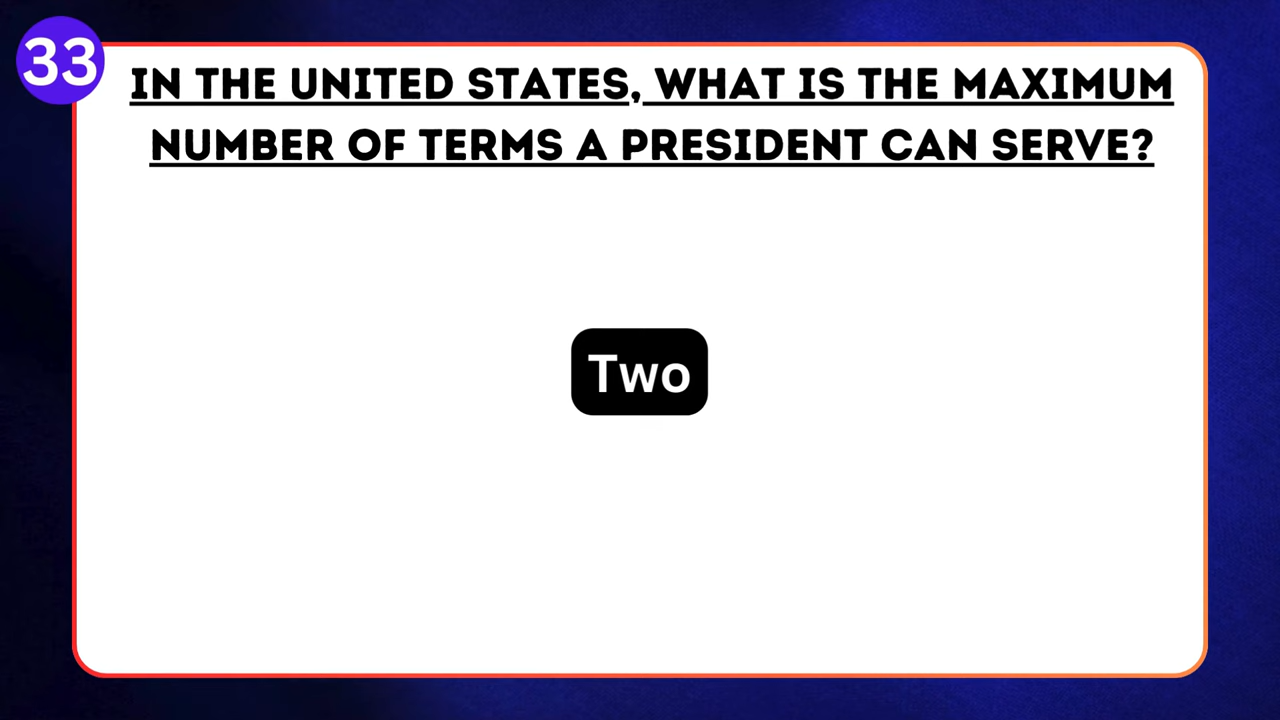 33
IN THE UNITED STATES, WHAT IS THE MAXIMUM
NUMBER OF TERMS A PRESIDENT CAN SERVE?
Two